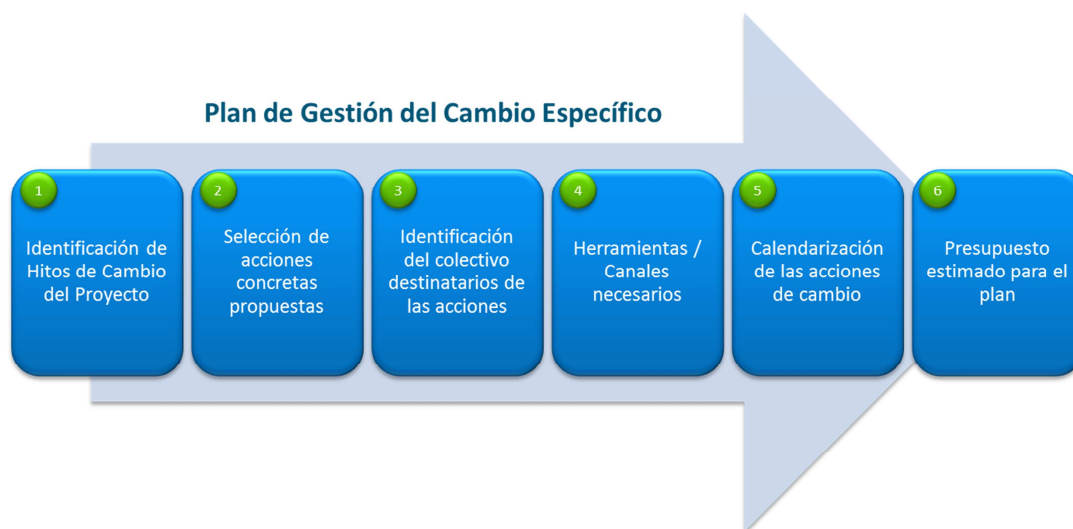 Plan de Gestión del Cambio Específico
1
Identificación de
Hitos de Cambio
del Proyecto
2
Selección de
acciones
concretas
propuestas
3
Identificación
del colectivo
destinatarios de
las acciones
4
Herramientas /
Canales
necesarios
5
Calendarización
de las acciones
de cambio
6
Presupuesto
estimado para el
plan